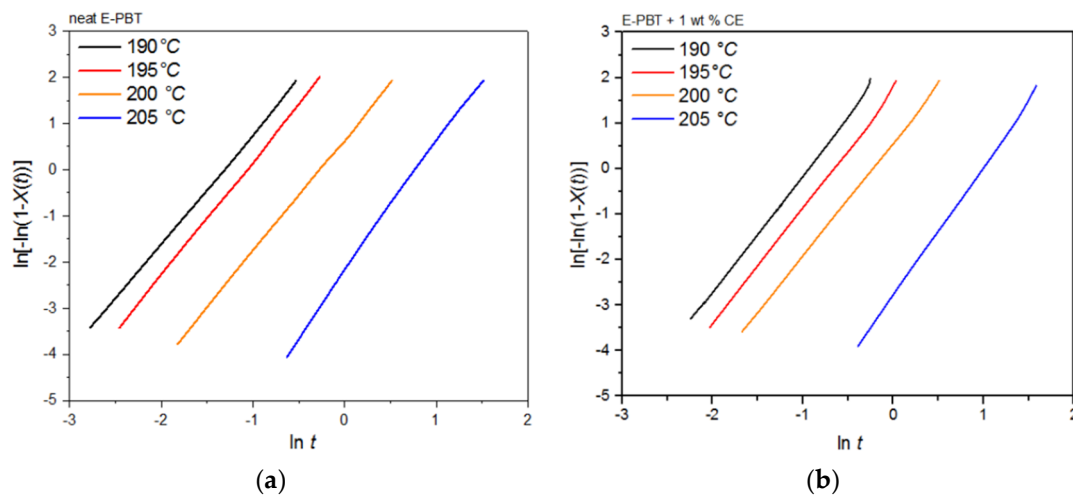 neat E-PBT
190 °C
195 °C
200 °C
205 °C
ln[-ln(1-X(t))]
3
2
1
0
-1
-2
-3
-4
-5
-3
-2
-1
0
1
2
ln t
(a)
E-PBT + 1 wt % CE
190 °C
195 °C
200 °C
205 °C
ln[-ln(1-X(t))]
3
2
1
0
-1
-2
-3
-4
-5
-3
-2
-1
0
1
2
ln t
(b)